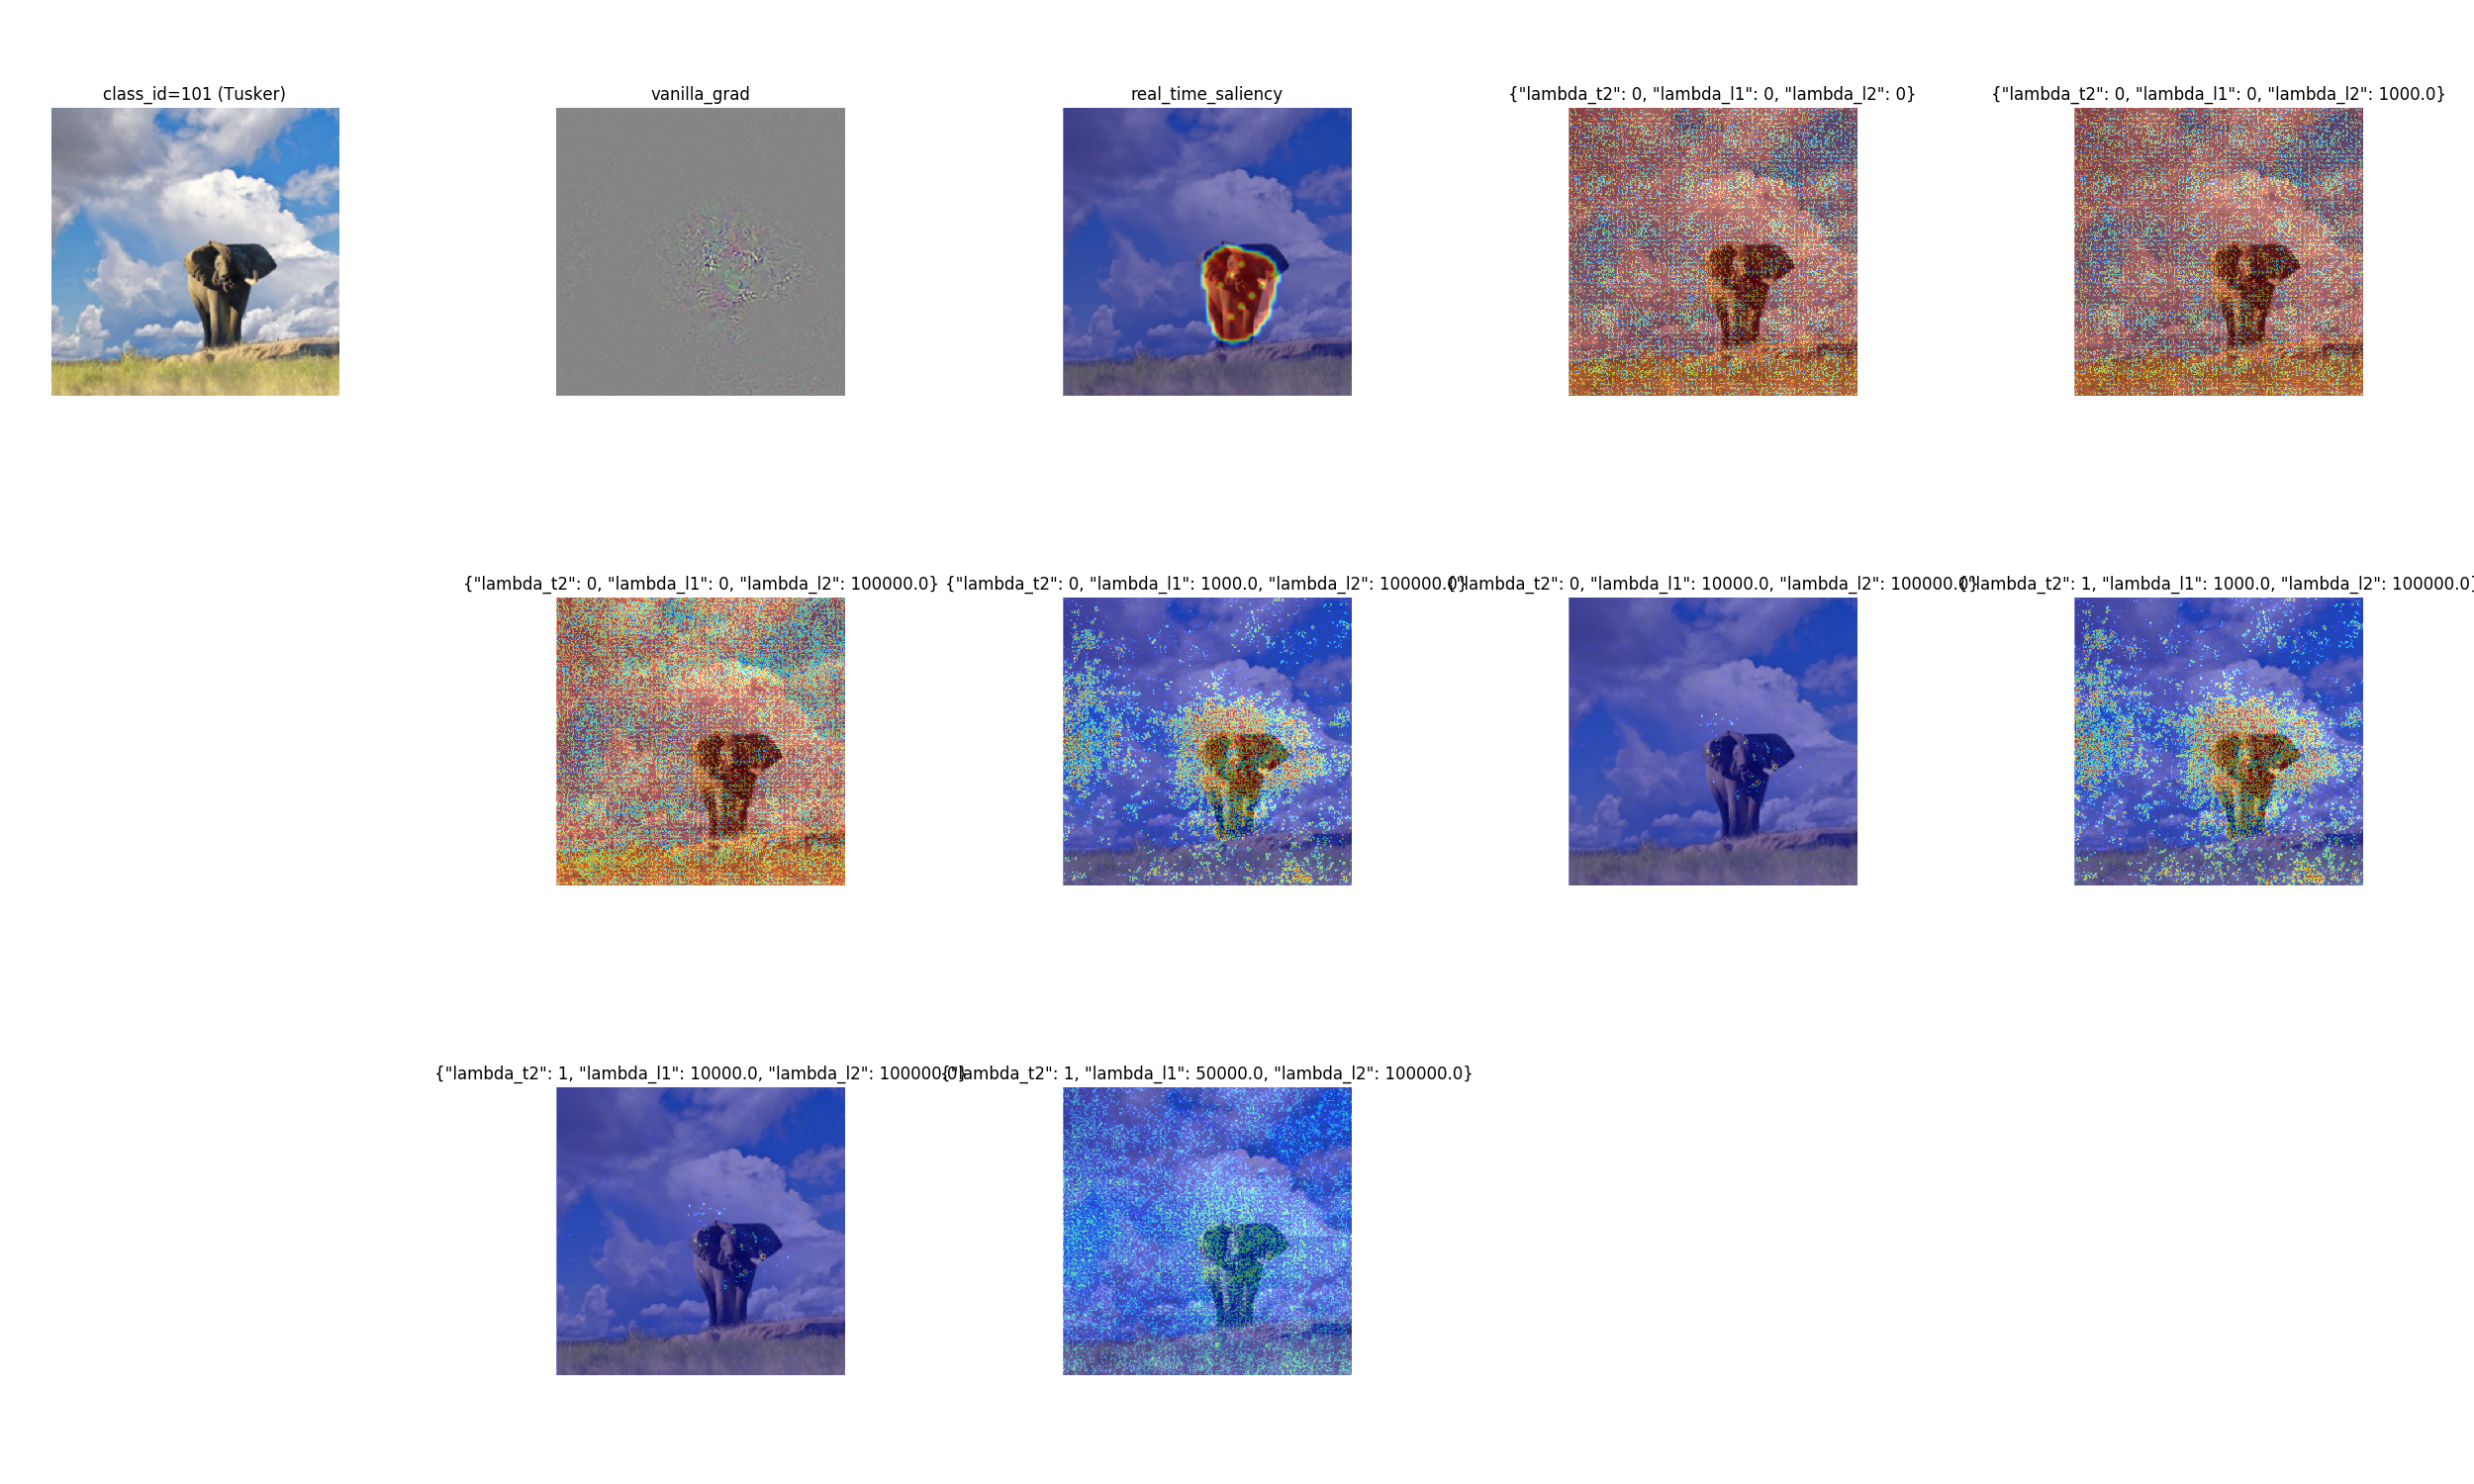 class_id=101 (Tusker)
vanilla_grad
real_time_saliency
{"lambda_t2": 0, "lambda_l1": 0, "lambda_l2": 0}
{"lambda_t2": 0, "lambda_l1": 0, "lambda_l2": 1000.0}
{"lambda_t2": 0, "lambda_l1": 0, "lambda_l2": 100000.0}
{"lambda_t2": 0, "lambda_l1": 1000.0, "lambda_l2": 100000.0}
{"lambda_t2": 0, "lambda_l1": 10000.0, "lambda_l2": 100000.0}
{"lambda_t2": 1, "lambda_l1": 1000.0, "lambda_l2": 100000.0}
{"lambda_t2": 1, "lambda_l1": 10000.0, "lambda_l2": 100000.0}
{"lambda_t2": 1, "lambda_l1": 50000.0, "lambda_l2": 100000.0}